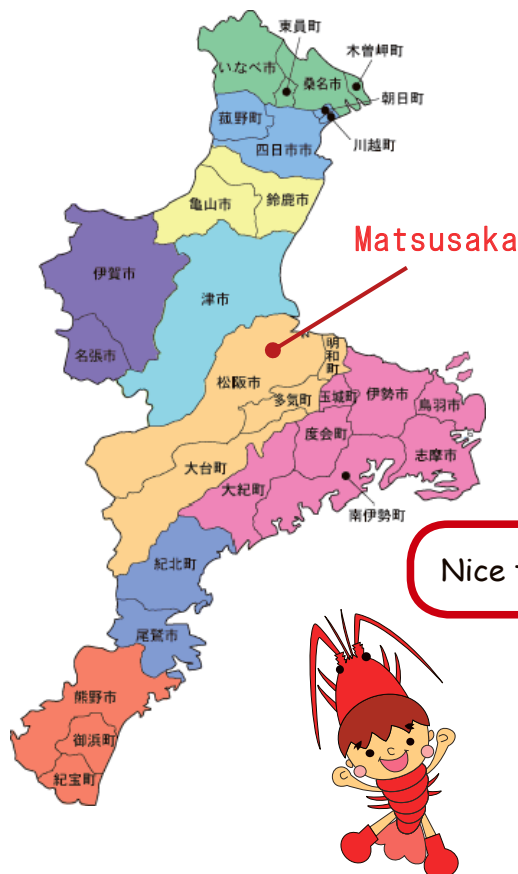 東員町
木曽岬町
いなべ市
桑名市
朝日町
菰野町
川越町
四日市市
亀山市
鈴鹿市
Matsusaka
伊賀市
津市
名張市
松阪市
明和町
多気町
玉城町
伊勢市
鳥羽市
度会町
志摩市
大台町
大紀町
南伊勢町
紀北町
Nice
尾鷲市
熊野市
御浜町
紀宝町